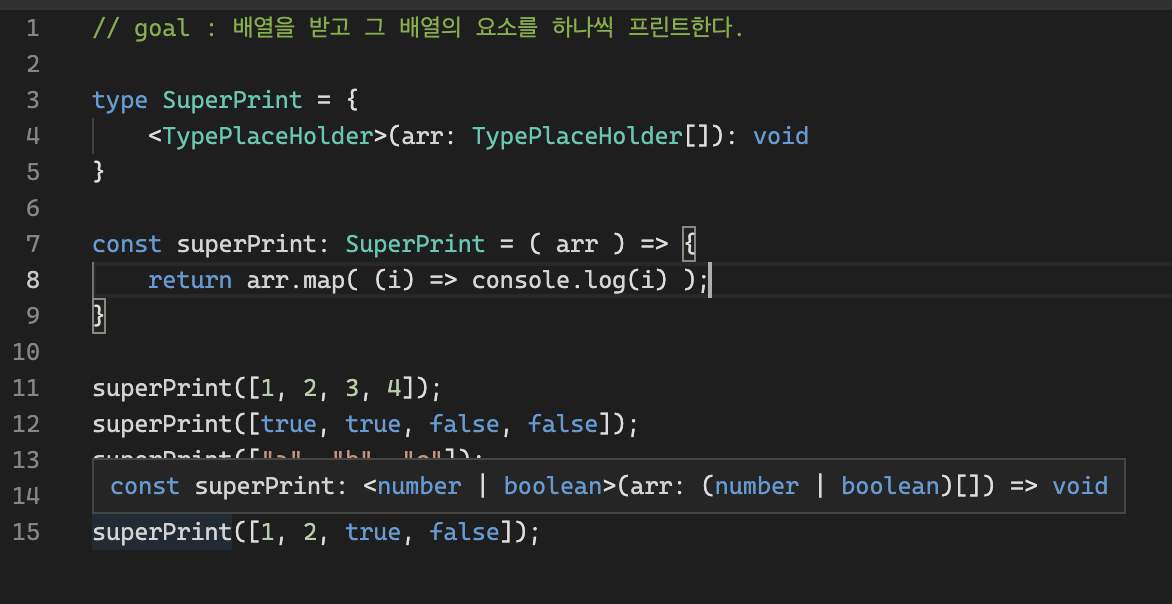 1 // goal : 배열을 받고 그 배열의 요소를 하나씩 프린트한다.
2
3 type SuperPrint = {
4 <TypePlaceHolder>(arr: TypePlaceHolder[]): void
5 }
6
7 const superPrint: SuperPrint = ( arr ) => {
8 return arr.map( (i) => console.log(i) );
9 }
10
11 superPrint([1, 2, 3, 4]);
12 superPrint([true, true, false, false]);
13 superPrint(["a", "b",
const superPrint: <number | boolean>(arr: (number | boolean)[]) => void
14
15 superPrint([1, 2, true, false]);